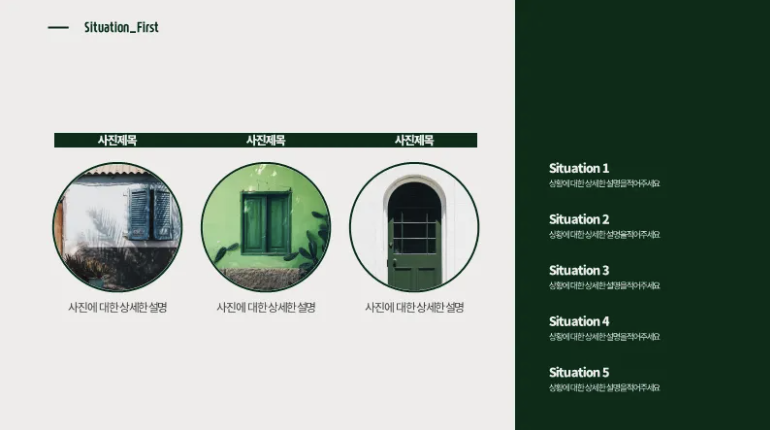 Situation_First
사진제목
사진제목
사진제목
사진에 대한 상세한 설명
사진에 대한 상세한 설명
사진에 대한 상세한 설명
Situation 1
상황에 대한 상세한 설명을 적어주세요
Situation 2
상황에 대한 상세한 설명을 적어주세요
Situation 3
상황에 대한 상세한 설명을 적어주세요
Situation 4
상황에 대한 상세한 설명을 적어주세요
Situation 5
상황에 대한 상세한 설명을 적어주세요